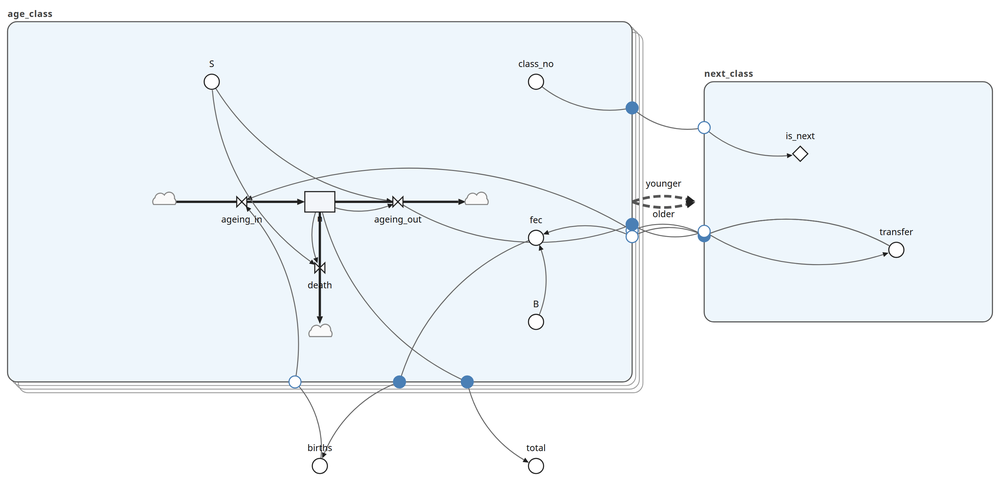 age_class
S
class_no
next_class
is_next
younger
older
ageing_in
ageing_out
fec
transfer
death
B
births
total